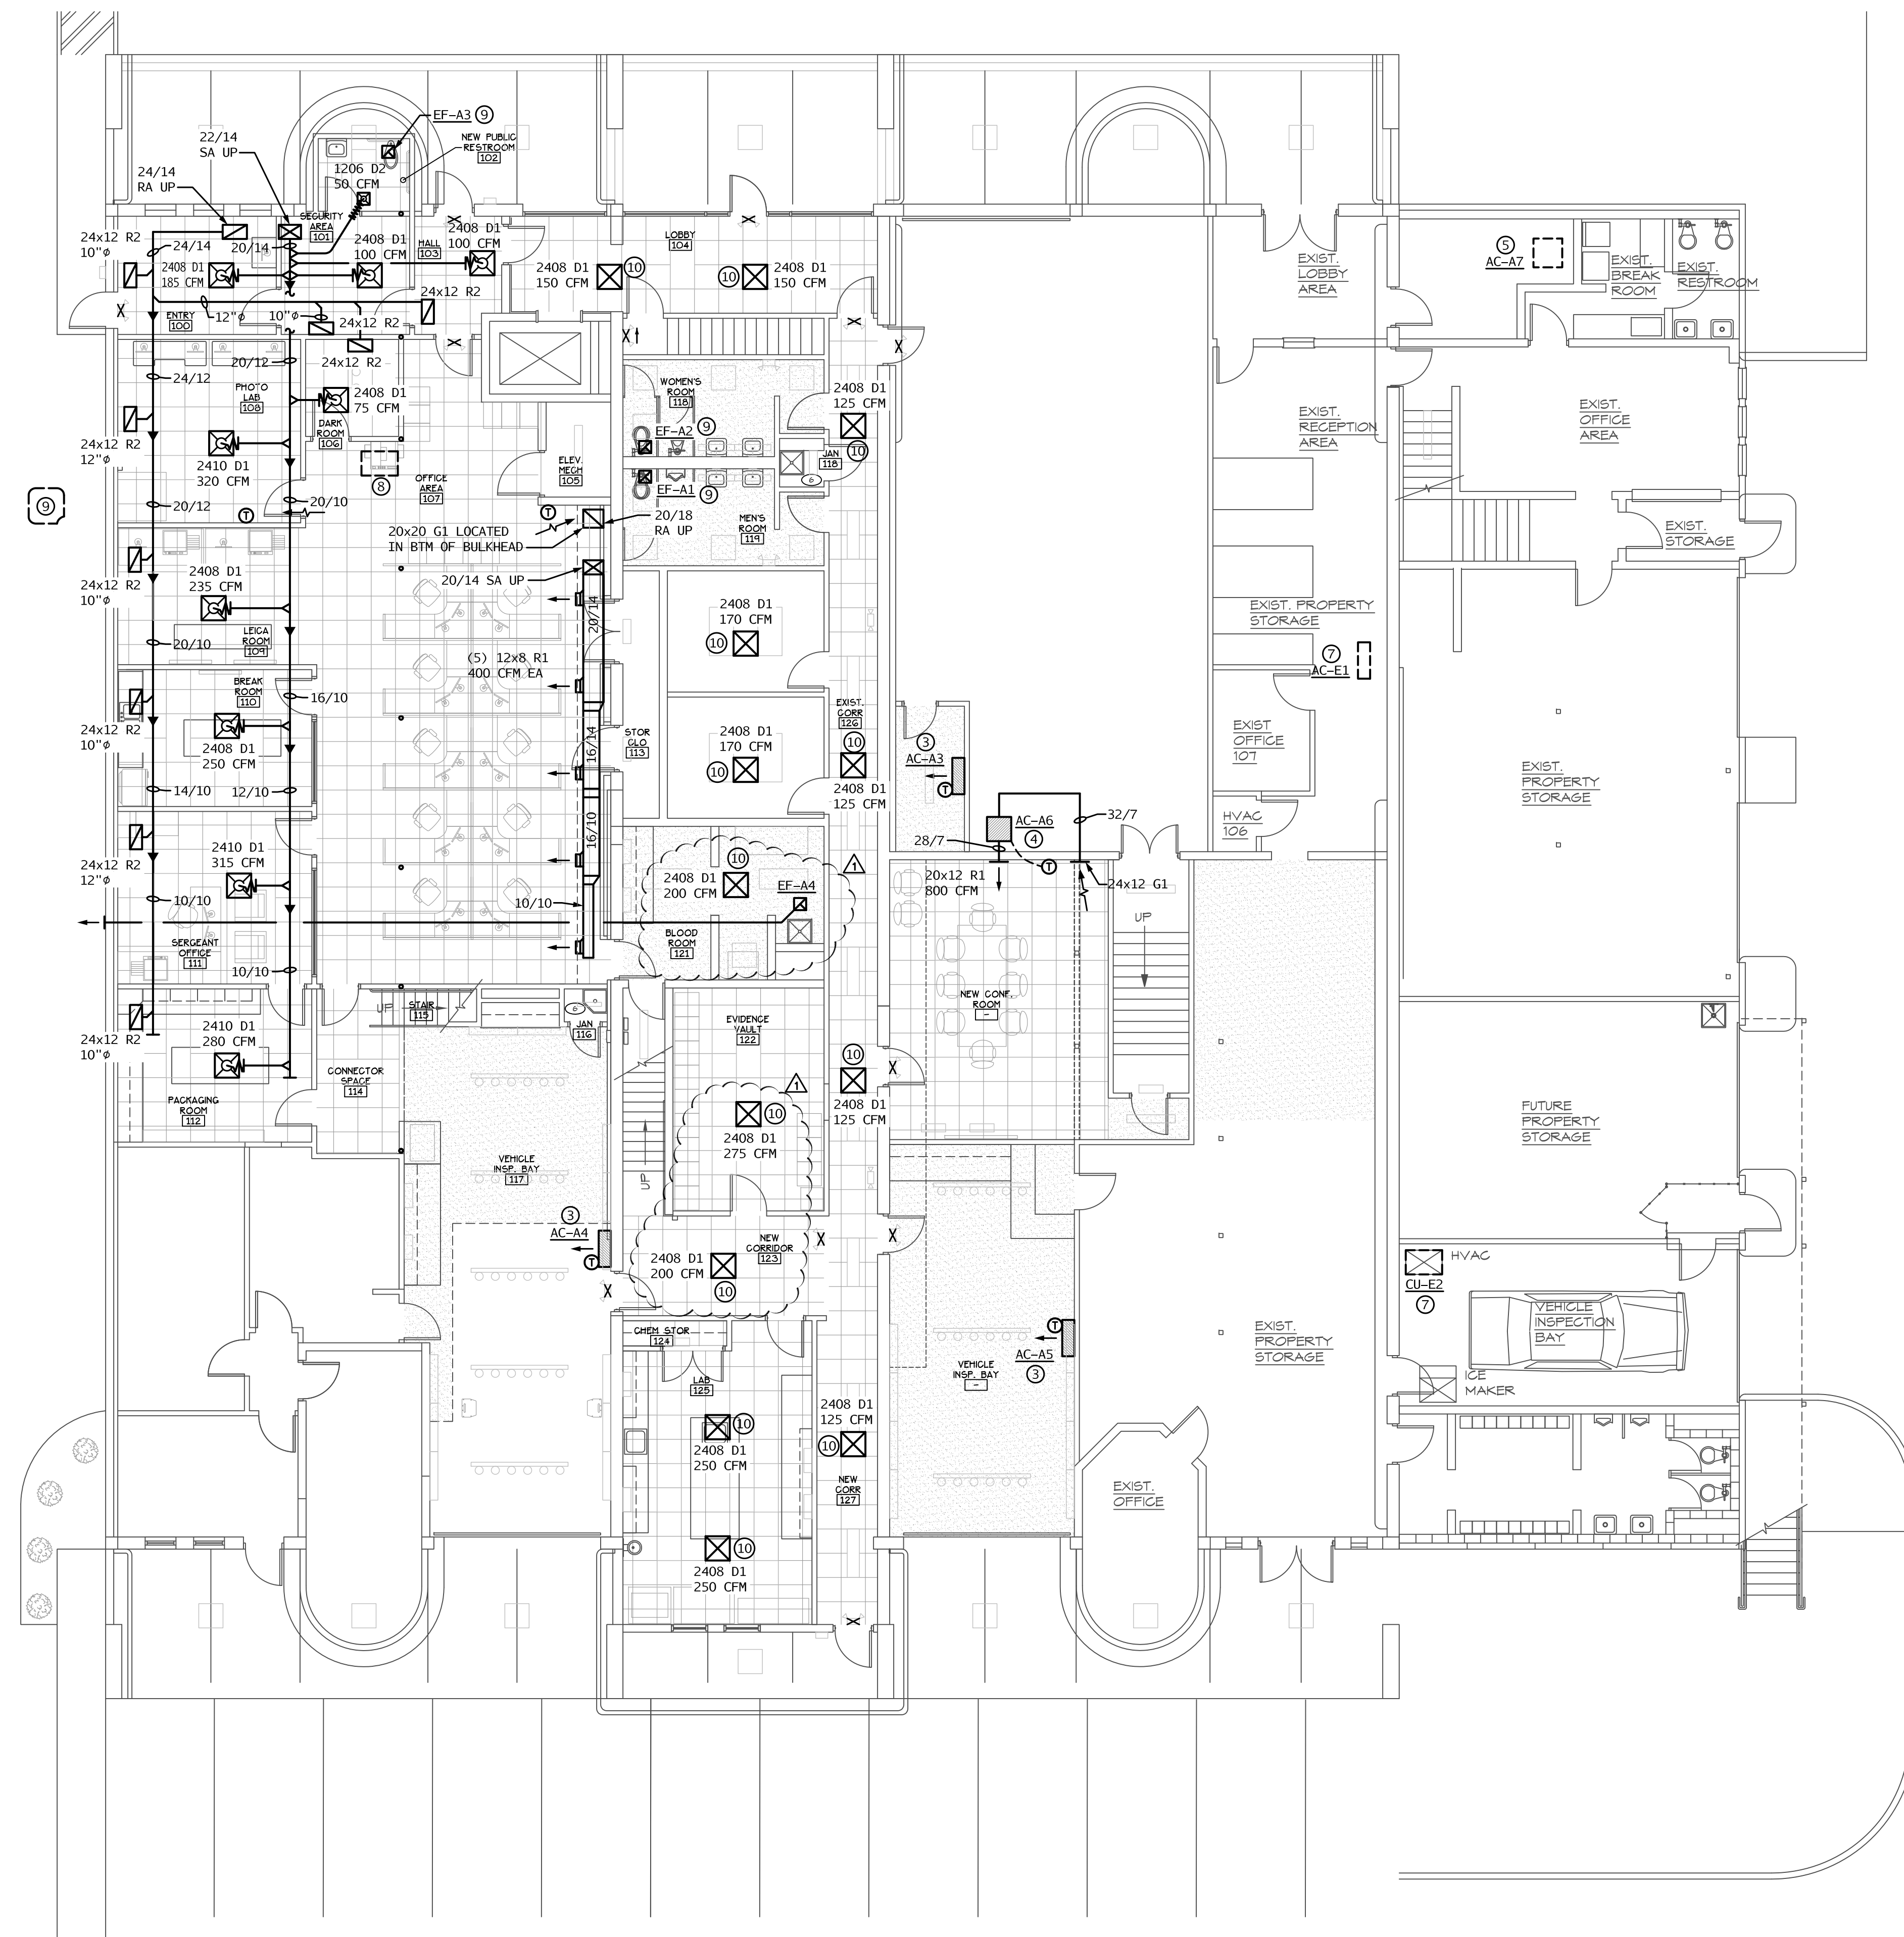 EF-A3 9
NEW PUBLIC
RESTROOM
102
22/14
SA UP
24/14
RA UP
1206 D2
50 CFM
SECURITY
AREA
101
24x12 R2
10"ø
24/14
20/14
2408 D1
100 CFM
HALL
103
2408 D1
100 CFM
LOBBY
104
2408 D1
185 CFM
2408 D1
150 CFM
10
10
2408 D1
150 CFM
EXIST.
LOBBY
AREA
5
AC-A7
EXIST.
BREAK
ROOM
EXIST.
RESTROOM
ENTRY
100
12"ø
10"ø
24x12 R2
24x12 R2
24x12 R2
20/12
24/12
PHOTO
LAB
108
2408 D1
75 CFM
DARK
ROOM
106
WOMEN'S
ROOM
118
2408 D1
125 CFM
10
EXIST.
RECEPTION
AREA
EXIST.
OFFICE
AREA
24x12 R2
12"ø
2410 D1
320 CFM
8
EF-A2 9
EF-A1 9
JAN
118
6
ELEV.
MECH
105
OFFICE
AREA
107
9
20/12
T
20/10
T
20x20 G1 LOCATED
IN BTM OF BULKHEAD
20/18
RA UP
MEN'S
ROOM
119
EXIST.
STORAGE
24x12 R2
10"ø
2408 D1
235 CFM
20/14 SA UP
20/14
2408 D1
170 CFM
10
EXIST. PROPERTY
STORAGE
7
AC-E1
LEICA
ROOM
109
20/10
(5) 12x8 R1
400 CFM EA
BREAK
ROOM
110
16/10
EXIST.
CORR
126
24x12 R2
10"ø
2408 D1
250 CFM
STOR
CLO
113
16/14
2408 D1
170 CFM
10
10
2408 D1
125 CFM
3
AC-A3
T
EXIST
OFFICE
107
EXIST.
PROPERTY
STORAGE
14/10
12/10
16/10
AC-A6
4
32/7
28/7
T
HVAC
106
24x12 R2
12"ø
2410 D1
315 CFM
10
2408 D1
200 CFM
1
EF-A4
20x12 R1
800 CFM
24x12 G1
10/10
10/10
UP
BLOOD
ROOM
121
SERGEANT
OFFICE
111
10/10
UP
STAIR
115
6
JAN
116
NEW CONF.
ROOM
-
24x12 R2
10"ø
2410 D1
280 CFM
EVIDENCE
VAULT
122
10
2408 D1
125 CFM
CONNECTOR
SPACE
114
PACKAGING
ROOM
112
1
10
2408 D1
275 CFM
FUTURE
PROPERTY
STORAGE
VEHICLE
INSP. BAY
117
UP
3
AC-A4
T
NEW
CORRIDOR
123
2408 D1
200 CFM
10
HVAC
CU-E2
7
VEHICLE
INSPECTION
BAY
CHEM STOR
124
T
AC-A5
3
VEHICLE
INSP. BAY
-
EXIST.
PROPERTY
STORAGE
ICE
MAKER
LAB
125
10
2408 D1
250 CFM
2408 D1
125 CFM
10
NEW
CORR
127
EXIST.
OFFICE
10
2408 D1
250 CFM